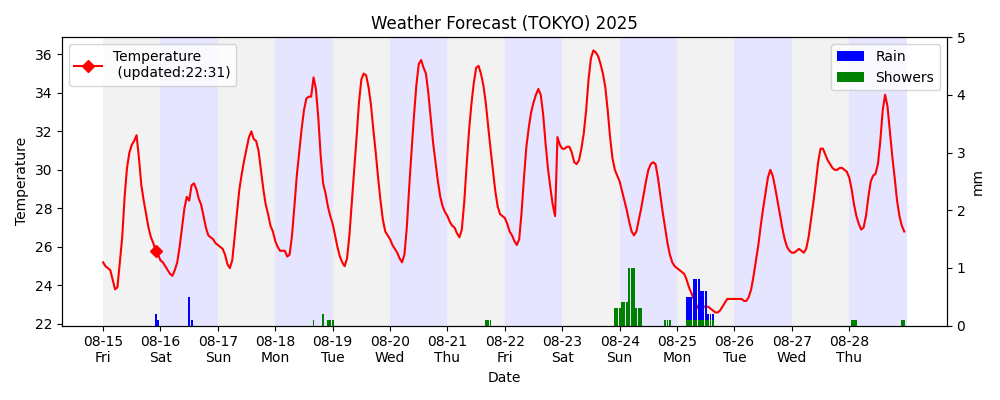 Weather Forecast (TOKYO) 2025
Temperature
(updated:22:31)
Rain
Showers
Temperature
36
34
32
30
28
26
24
22
5
4
3
2
1
0
mm
08-15 08-16 08-17 08-18 08-19 08-20 08-21 08-22 08-23 08-24 08-25 08-26 08-27 08-28
Fri Sat Sun Mon Tue Wed Thu Fri Sat Sun Mon Tue Wed Thu
Date